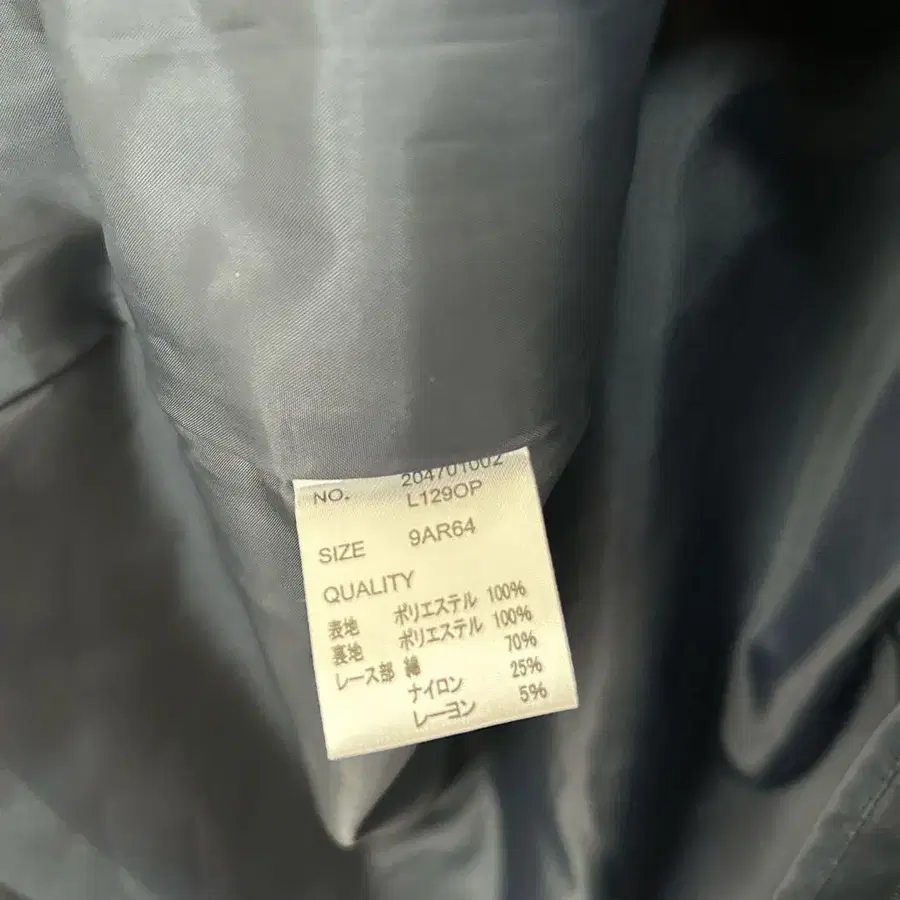 204701002
NO. L129OP
SIZE 9AR64
QUALITY
表地 ポリエステル 100%
裏地 ポリエステル 100%
レース部 綿 70%
ナイロン 25%
レーヨン 5%